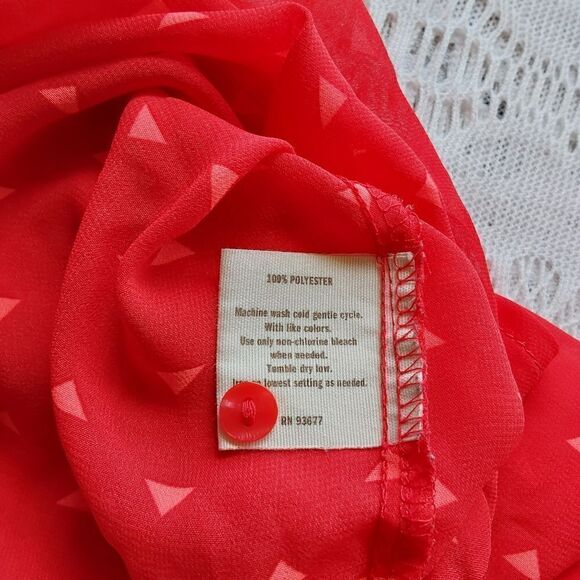 100% POLYESTER
Machine wash cold gentle cycle.
With like colors.
Use only non-chlorine bleach
when needed.
Tumble dry low.
lowest setting as needed.
RN 93677